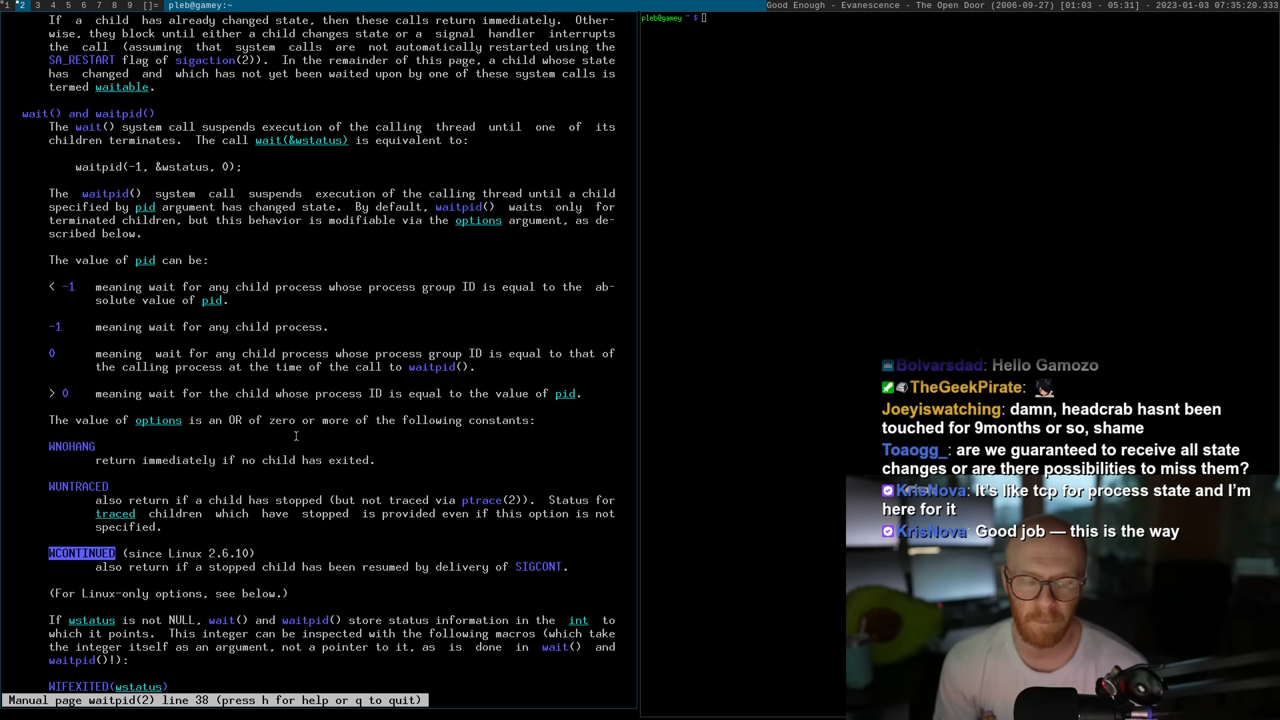 1 2 3 4 5 6 7 8 9 []= pleb@gamey:~
Good Enough - Evanescence - The Open Door (2006-09-27) [01:03 - 05:31] - 2023-01-03 07:35:20.333
If a child has already changed state, then these calls return immediately. Other-
wise, they block until either a child changes state or a signal handler interrupts
the call (assuming that system calls are not automatically restarted using the
SA_RESTART flag of sigaction(2)). In the remainder of this page, a child whose state
has changed and which has not yet been waited upon by one of these system calls is
termed waitable.
wait() and waitpid()
The wait() system call suspends execution of the calling thread until one of its
children terminates. The call wait(&wstatus) is equivalent to:
waitpid(-1, &wstatus, 0);
The waitpid() system call suspends execution of the calling thread until a child
specified by pid argument has changed state. By default, waitpid() waits only for
terminated children, but this behavior is modifiable via the options argument, as de-
scribed below.
The value of pid can be:
< -1 meaning wait for any child process whose process group ID is equal to the ab-
solute value of pid.
-1 meaning wait for any child process.
0 meaning wait for any child process whose process group ID is equal to that of
the calling process at the time of the call to waitpid().
> 0 meaning wait for the child whose process ID is equal to the value of pid.
The value of options is an OR of zero or more of the following constants:
WNOHANG
return immediately if no child has exited.
WUNTRACED
also return if a child has stopped (but not traced via ptrace(2)). Status for
traced children which have stopped is provided even if this option is not
specified.
WCONTINUED (since Linux 2.6.10)
also return if a stopped child has been resumed by delivery of SIGCONT.
(For Linux-only options, see below.)
If wstatus is not NULL, wait() and waitpid() store status information in the int to
which it points. This integer can be inspected with the following macros (which take
the integer itself as an argument, not a pointer to it, as is done in wait() and
waitpid()!):
WIFEXITED(wstatus)
Manual page waitpid(2) line 38 (press h for help or q to quit)
pleb@gamey ~ $
Bolvarsdad: Hello Gamozo
TheGeekPirate:
Joeyiswatching: damn, headcrab hasnt been
touched for 9months or so, shame
Toaogg_: are we guaranteed to receive all state
changes or are there possibilities to miss them?
KrisNova: It's like tcp for process state and I'm
here for it
KrisNova: Good job — this is the way